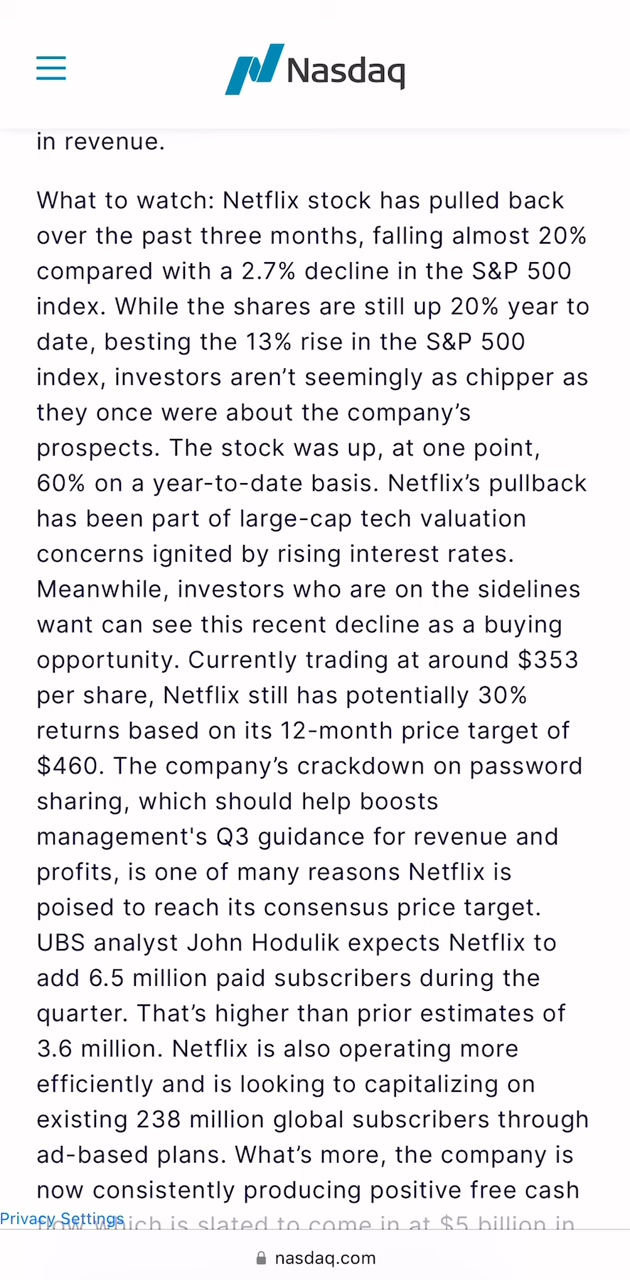 Nasdaq
in revenue.
What to watch: Netflix stock has pulled back
over the past three months, falling almost 20%
compared with a 2.7% decline in the S&P 500
index. While the shares are still up 20% year to
date, besting the 13% rise in the S&P 500
index, investors aren’t seemingly as chipper as
they once were about the company’s
prospects. The stock was up, at one point,
60% on a year-to-date basis. Netflix’s pullback
has been part of large-cap tech valuation
concerns ignited by rising interest rates.
Meanwhile, investors who are on the sidelines
want can see this recent decline as a buying
opportunity. Currently trading at around $353
per share, Netflix still has potentially 30%
returns based on its 12-month price target of
$460. The company’s crackdown on password
sharing, which should help boosts
management's Q3 guidance for revenue and
profits, is one of many reasons Netflix is
poised to reach its consensus price target.
UBS analyst John Hodulik expects Netflix to
add 6.5 million paid subscribers during the
quarter. That’s higher than prior estimates of
3.6 million. Netflix is also operating more
efficiently and is looking to capitalizing on
existing 238 million global subscribers through
ad-based plans. What’s more, the company is
now consistently producing positive free cash
flow which is slated to come in at $5 billion in
Privacy Settings
nasdaq.com